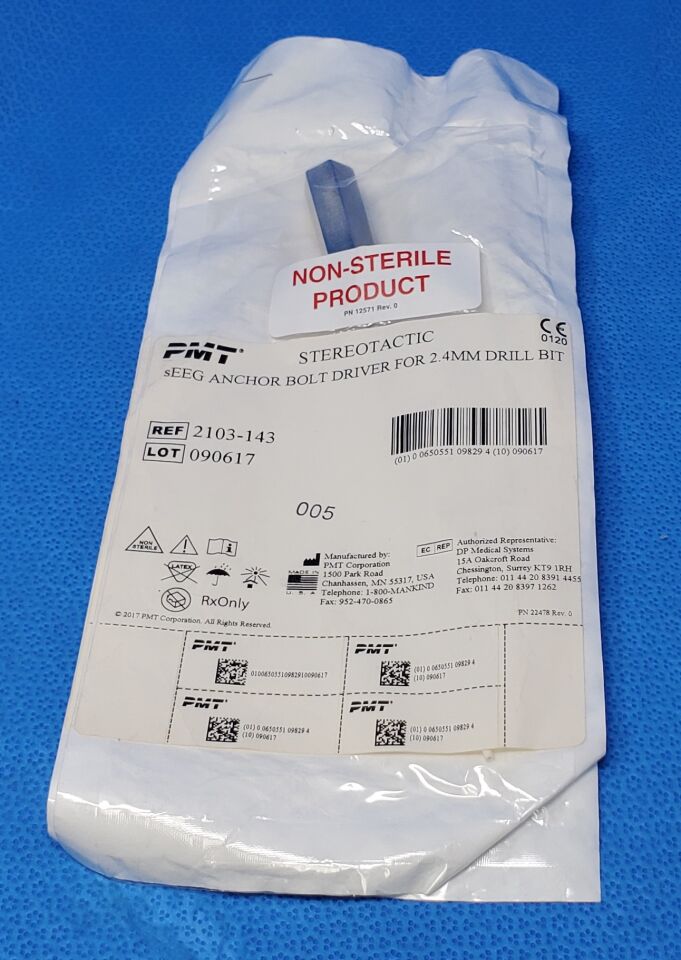 NON-STERILE
PRODUCT
PN 12571 Rev. 0
PMT®
STEREOTACTIC
CE
0120
sEEG ANCHOR BOLT DRIVER FOR 2.4MM DRILL BIT
REF 2103-143
LOT 090617
(01) 0 0650551 09829 4 (10) 090617
005
NON
STERILE
LATEX
RxOnly
MADE IN
U.S.A
Manufactured by:
PMT Corporation
1500 Park Road
Chanhassen, MN 55317, USA
Telephone: 1-800-MANKIND
Fax: 952-470-0865
EC REP
Authorized Representative:
DP Medical Systems
15A Oakcroft Road
Chessington, Surrey KT9 1RH
Telephone: 011 44 20 8391 4455
Fax: 011 44 20 8397 1262
© 2017 PMT Corporation. All Rights Reserved.
PN 22478 Rev. 0
PMT®
01006505510982910090617
PMT®
(01) 0 0650551 09829 4
(10) 090617
PMT®
(01) 0 0650551 09829 4
(10) 090617
PMT®
(01) 0 0650551 09829 4
(10) 090617